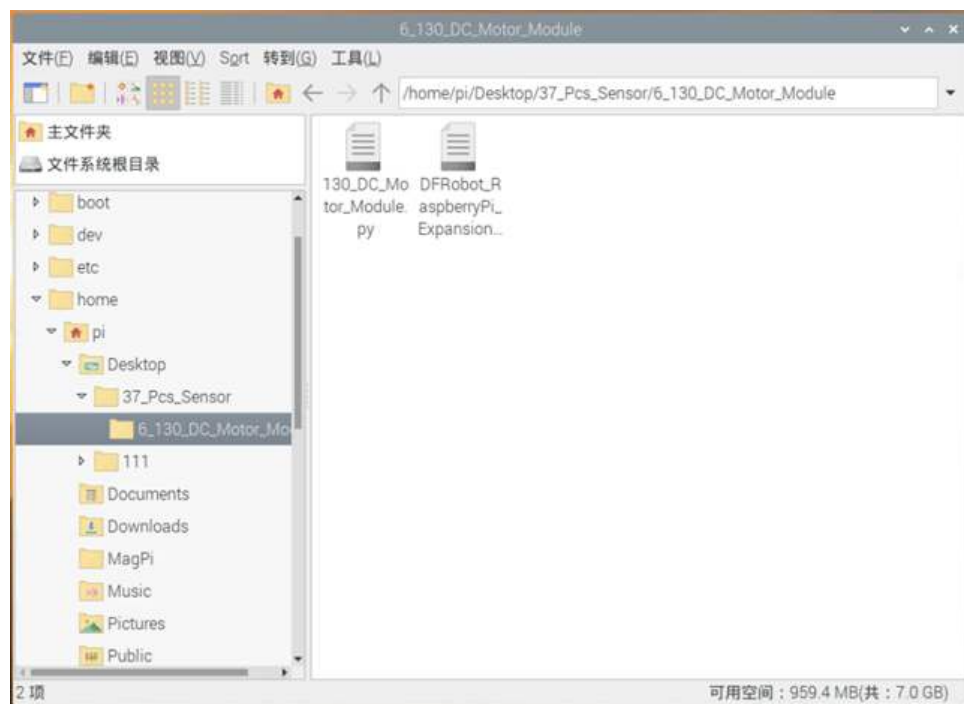 6_130_DC_Motor_Module
文件(F) 编辑(E) 视图(V) Sort 转到(G) 工具(L)
/home/pi/Desktop/37_Pcs_Sensor/6_130_DC_Motor_Module
主文件夹
文件系统根目录
boot
dev
etc
home
pi
Desktop
37_Pcs_Sensor
6_130_DC_Motor_Mo
111
Documents
Downloads
MagPi
Music
Pictures
Public
130_DC_Mo
tor_Module.
py
DFRobot_R
aspberryPi_
Expansion...
2 项
可用空间：959.4 MB(共：7.0 GB)